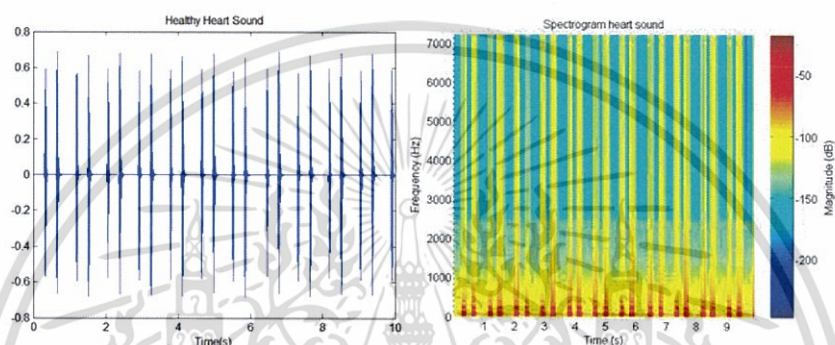 Healthy Heart Sound
0.8
0.6
0.4
0.2
0
-0.2
-0.4
-0.6
-0.8
0 2 4 6 8 10
Time(s)
Spectrogram heart sound
Frequency (Hz)
7000
6000
5000
4000
3000
2000
1000
0
1 2 3 4 5 6 7 8 9
Time (s)
-50
-100
-150
-200
Magnitude (dB)